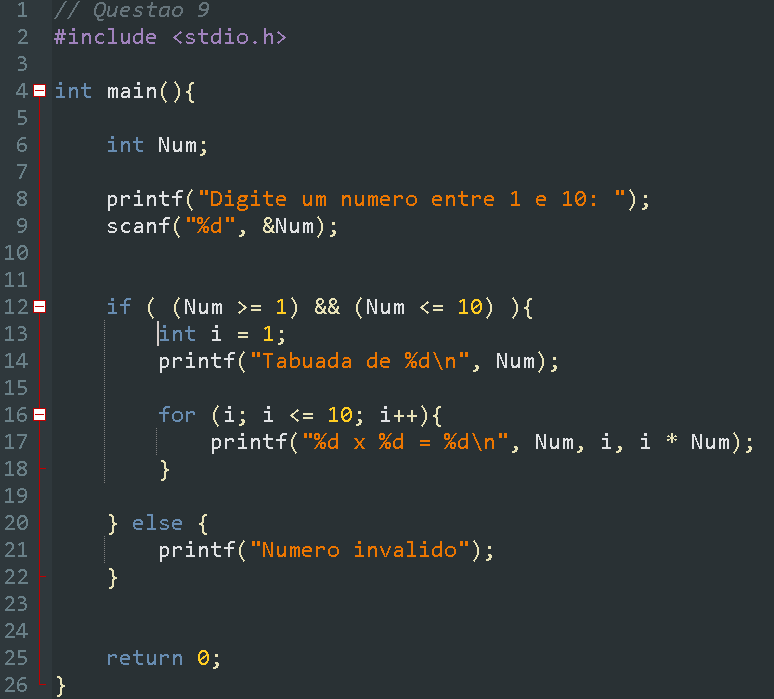 1 // Questao 9
2 #include <stdio.h>
3
4 int main(){
5
6 int Num;
7
8 printf("Digite um numero entre 1 e 10: ");
9 scanf("%d", &Num);
10
11
12 if ( (Num >= 1) && (Num <= 10) ){
13 int i = 1;
14 printf("Tabuada de %d\n", Num);
15
16 for (i; i <= 10; i++){
17 printf("%d x %d = %d\n", Num, i, i * Num);
18 }
19
20 } else {
21 printf("Numero invalido");
22 }
23
24
25 return 0;
26 }